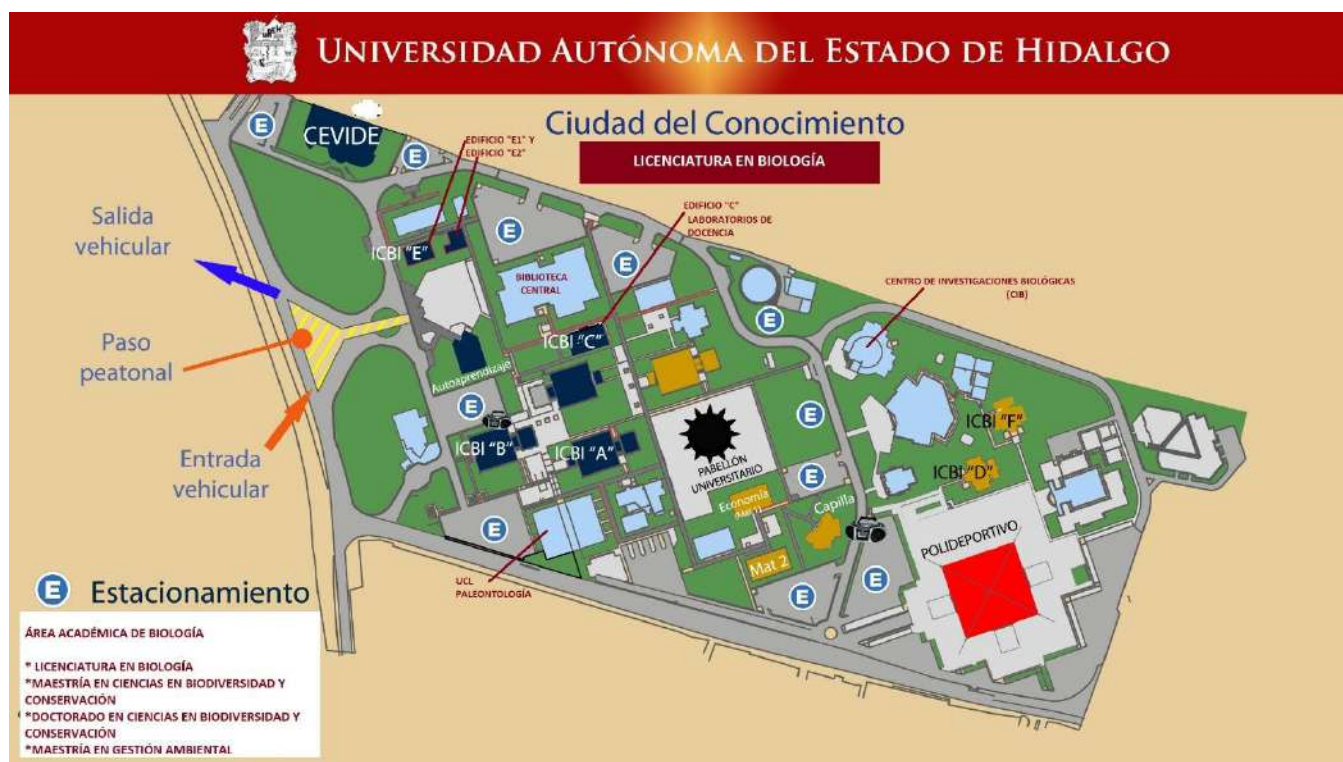 UNIVERSIDAD AUTÓNOMA DEL ESTADO DE HIDALGO
Ciudad del Conocimiento
LICENCIATURA EN BIOLOGÍA
E
CEVIDE
E
EDIFICIO "E1" Y
EDIFICIO "E2"
EDIFICIO "C"
LABORATORIOS DE
DOCENCIA
Salida
vehicular
ICBI "E"
E
E
BIBLIOTECA
CENTRAL
CENTRO DE INVESTIGACIONES BIOLÓGICAS
(CIB)
E
Paso
peatonal
ICBI "C"
Autoaprendizaje
E
E
ICBI "F"
ICBI "B"
ICBI "A"
PABELLÓN
UNIVERSITARIO
ICBI "D"
Entrada
vehicular
E
Economía
Capilla
E
POLIDEPORTIVO
Mat 2
E
E
UCL
PALEONTOLOGÍA
E Estacionamiento
ÁREA ACADÉMICA DE BIOLOGÍA
* LICENCIATURA EN BIOLOGÍA
*MAESTRÍA EN CIENCIAS EN BIODIVERSIDAD Y
CONSERVACIÓN
*DOCTORADO EN CIENCIAS EN BIODIVERSIDAD Y
CONSERVACIÓN
*MAESTRÍA EN GESTIÓN AMBIENTAL